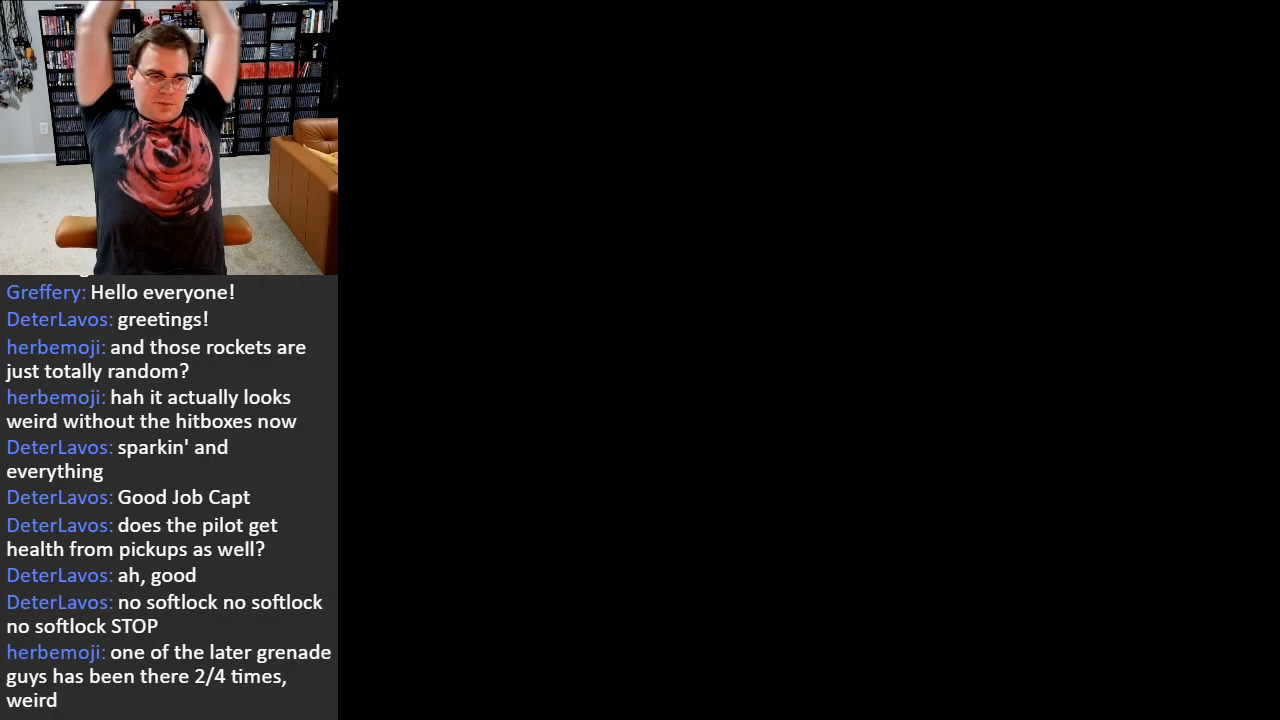 Greffery: Hello everyone!
DeterLavos: greetings!
herbemoji: and those rockets are
just totally random?
herbemoji: hah it actually looks
weird without the hitboxes now
DeterLavos: sparkin' and
everything
DeterLavos: Good Job Capt
DeterLavos: does the pilot get
health from pickups as well?
DeterLavos: ah, good
DeterLavos: no softlock no softlock
no softlock STOP
herbemoji: one of the later grenade
guys has been there 2/4 times,
weird